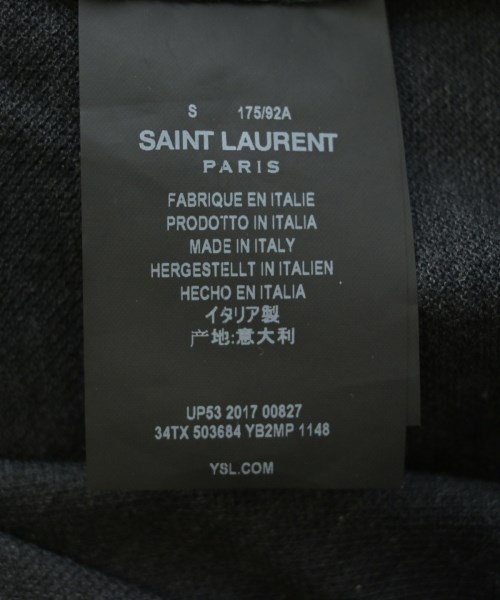 S 175/92A
SAINT LAURENT
PARIS
FABRIQUE EN ITALIE
PRODOTTO IN ITALIA
MADE IN ITALY
HERGESTELLT IN ITALIEN
HECHO EN ITALIA
イタリア製
产地:意大利
UP53 2017 00827
34TX 503684 YB2MP 1148
YSL.COM